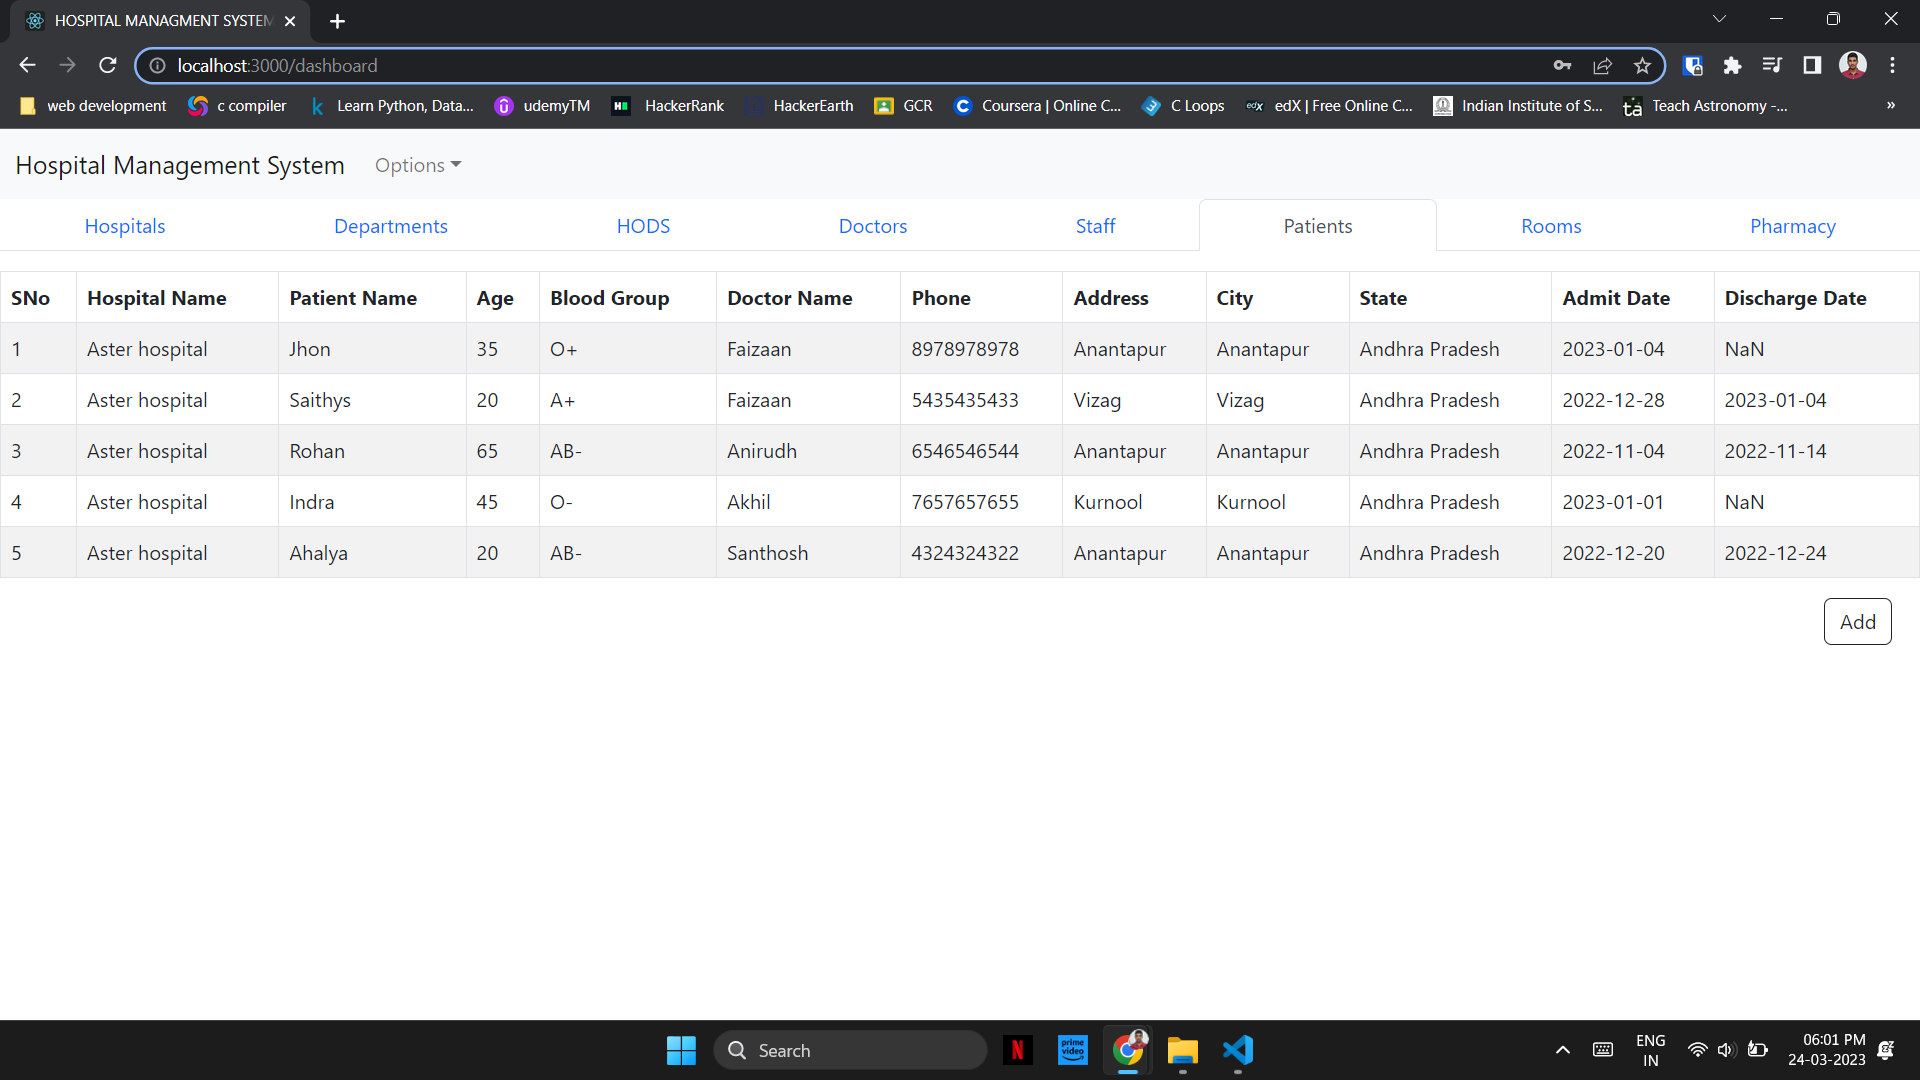 HOSPITAL MANAGMENT SYSTEM
localhost:3000/dashboard
web development c compiler Learn Python, Data... udemyTM HackerRank HackerEarth GCR Coursera | Online C... C Loops edX | Free Online C... Indian Institute of S... Teach Astronomy -... »
Hospital Management System Options
Hospitals Departments HODS Doctors Staff Patients Rooms Pharmacy
SNo Hospital Name Patient Name Age Blood Group Doctor Name Phone Address City State Admit Date Discharge Date
1 Aster hospital Jhon 35 O+ Faizaan 8978978978 Anantapur Anantapur Andhra Pradesh 2023-01-04 NaN
2 Aster hospital Saithys 20 A+ Faizaan 5435435433 Vizag Vizag Andhra Pradesh 2022-12-28 2023-01-04
3 Aster hospital Rohan 65 AB- Anirudh 6546546544 Anantapur Anantapur Andhra Pradesh 2022-11-04 2022-11-14
4 Aster hospital Indra 45 O- Akhil 7657657655 Kurnool Kurnool Andhra Pradesh 2023-01-01 NaN
5 Aster hospital Ahalya 20 AB- Santhosh 4324324322 Anantapur Anantapur Andhra Pradesh 2022-12-20 2022-12-24
Add
Search
prime video
ENG
IN
06:01 PM
24-03-2023